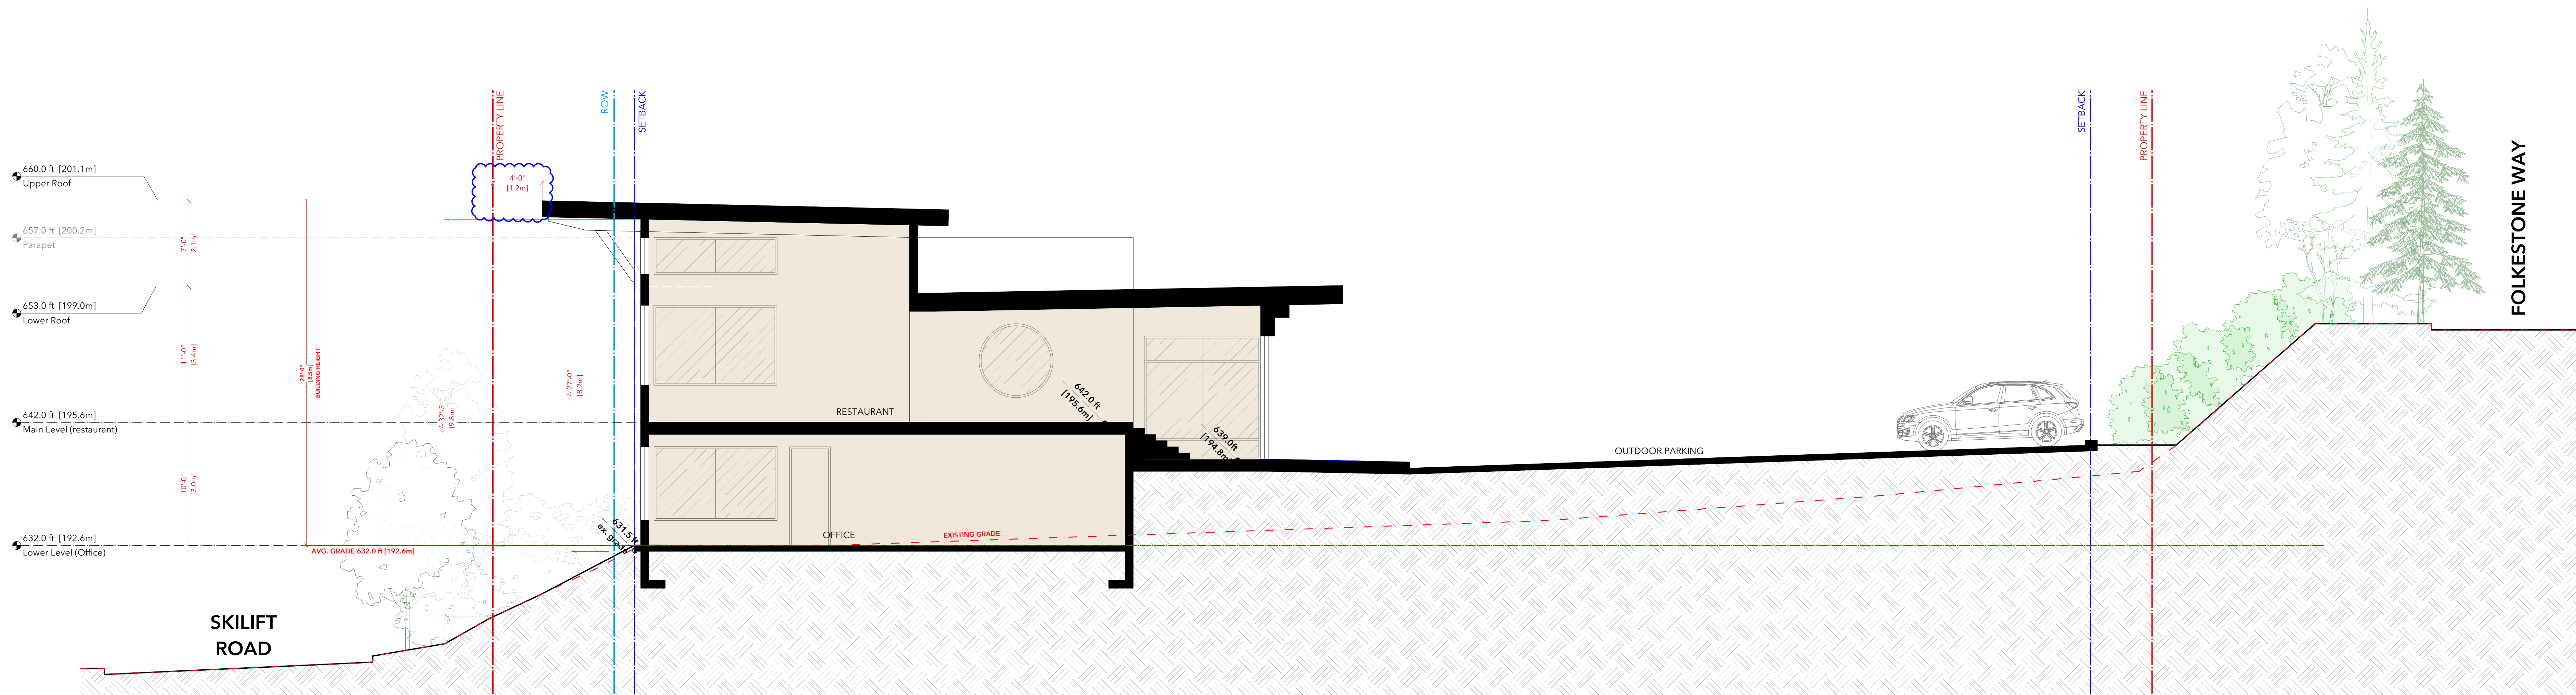 PROPERTY LINE
ROW
SETBACK
SETBACK
PROPERTY LINE
FOLKESTONE WAY
660.0 ft [201.1m]
Upper Roof
4'-0"
[1.2m]
657.0 ft [200.2m]
Parapet
7'-0"
[2.1m]
653.0 ft [199.0m]
Lower Roof
11'-0"
[3.4m]
28'-0"
[8.5m]
BUILDING HEIGHT
+/- 32'-3"
[9.8m]
+/- 27'-0"
[8.2m]
642.0 ft
[195.6m]
642.0 ft [195.6m]
Main Level (restaurant)
RESTAURANT
639.0ft
[194.8m]
OUTDOOR PARKING
10'-0"
[3.0m]
631.5 ft
ex. grade
632.0 ft [192.6m]
Lower Level (Office)
AVG. GRADE 632.0 ft [192.6m]
OFFICE
EXISTING GRADE
SKILIFT
ROAD